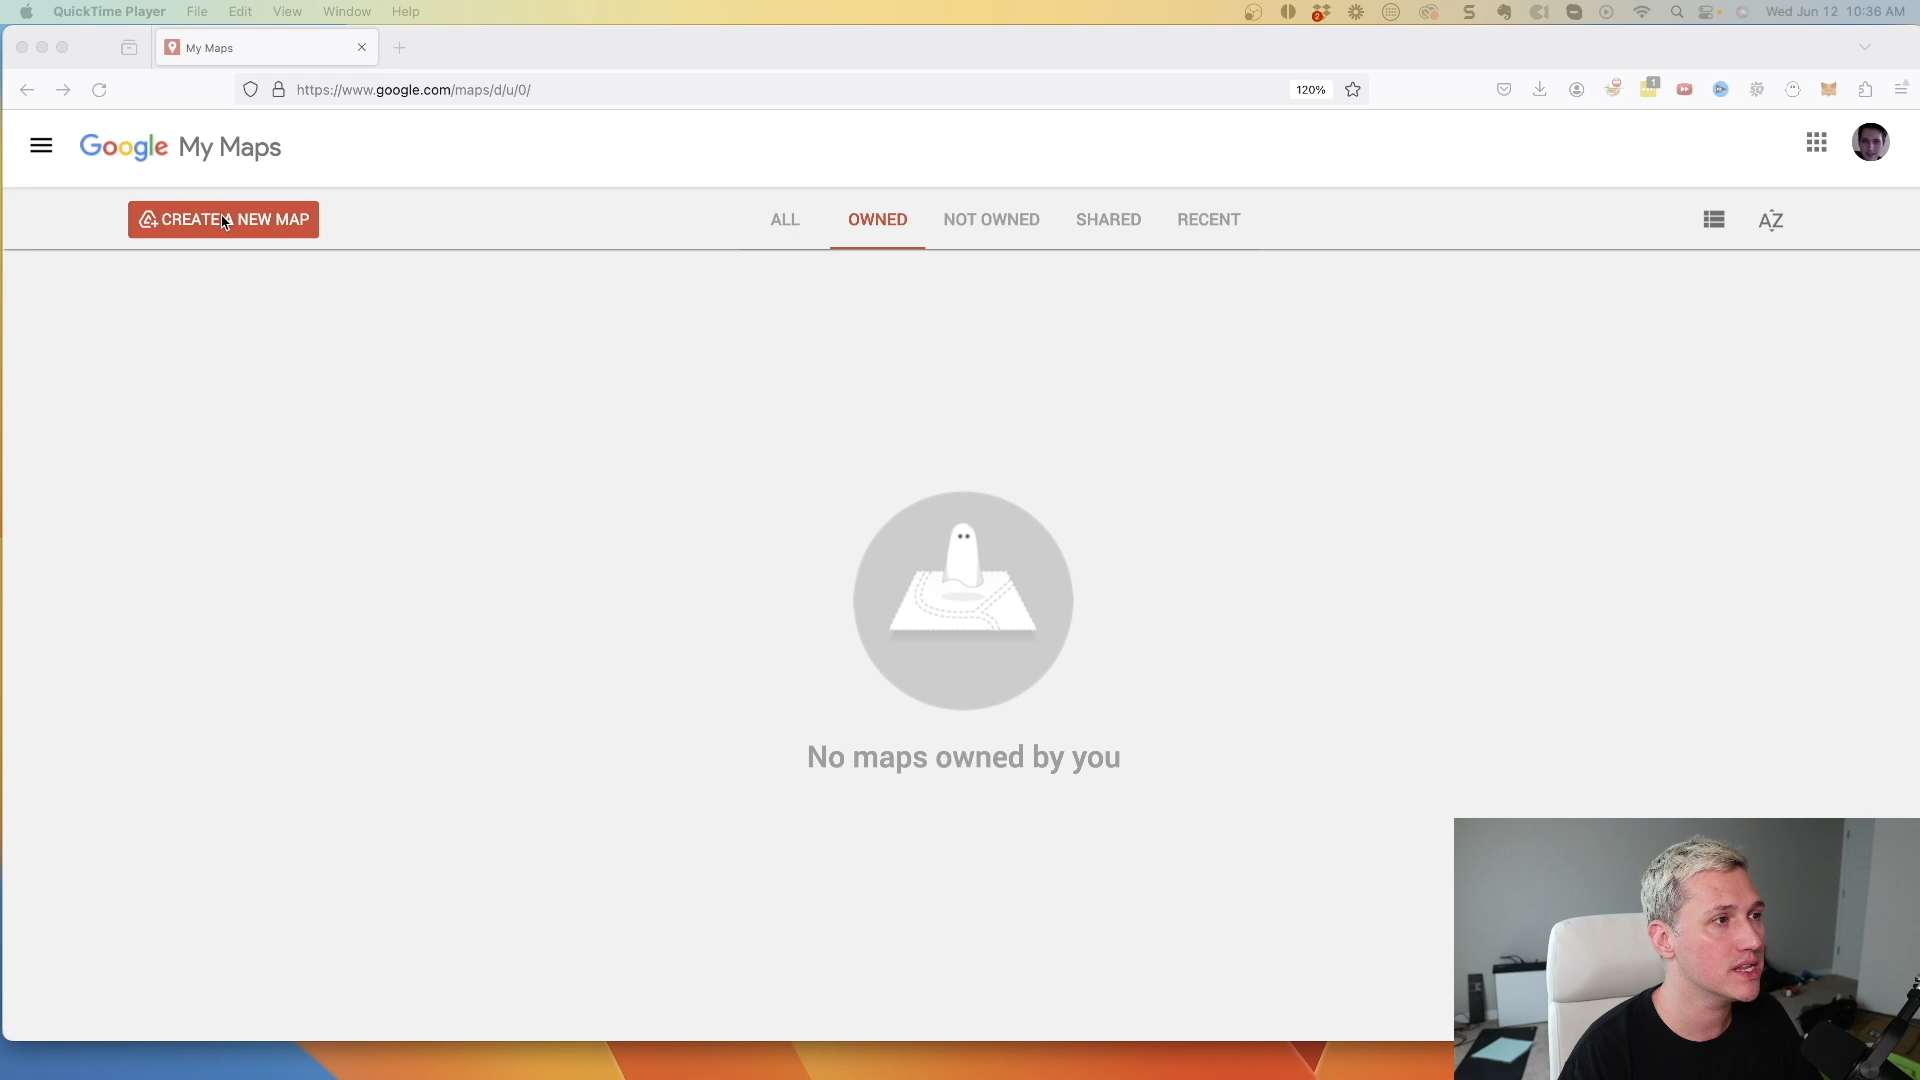 QuickTime Player File Edit View Window Help
2
Wed Jun 12 10:36 AM
My Maps
https://www.google.com/maps/d/u/0/
120%
1
Google My Maps
CREATE A NEW MAP
ALL
OWNED
NOT OWNED
SHARED
RECENT
AZ
No maps owned by you